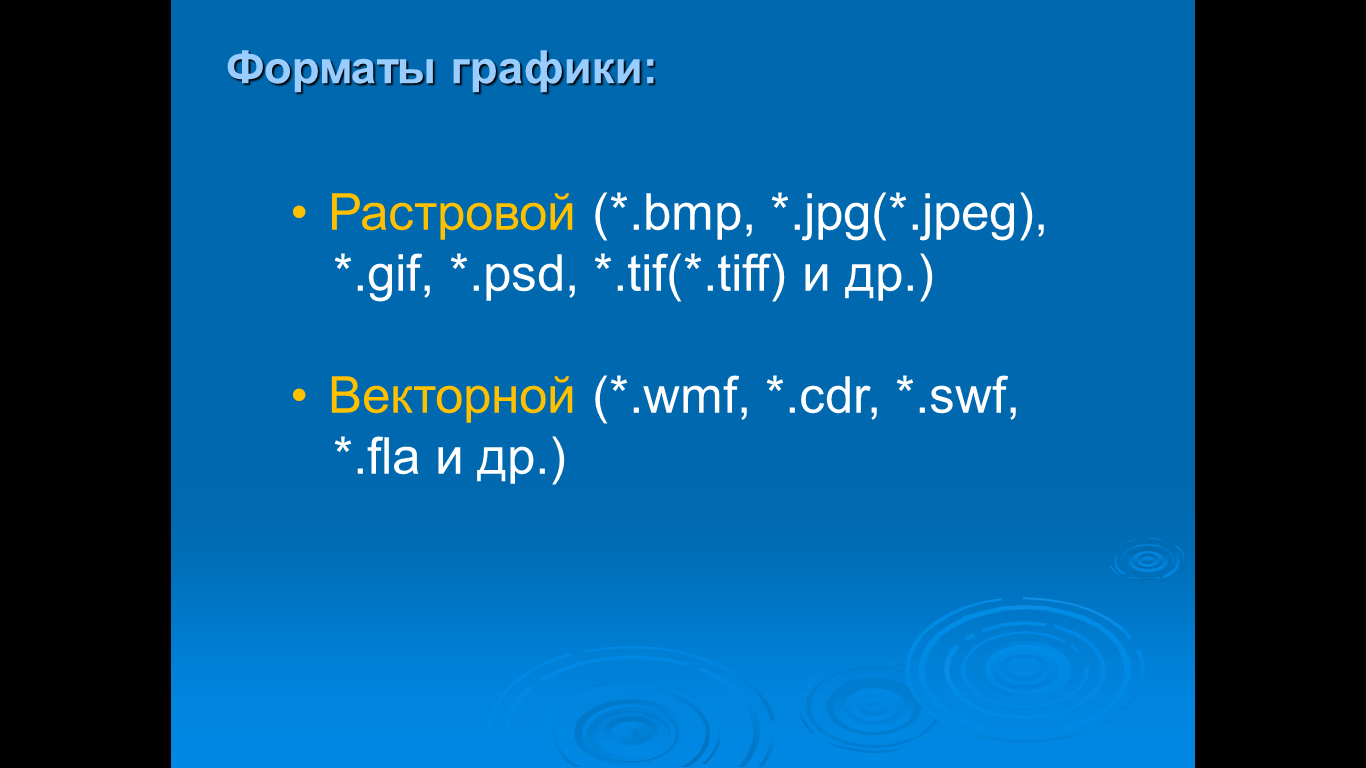 Форматы графики:
• Растровой (*.bmp, *.jpg(*.jpeg),
*.gif, *.psd, *.tif(*.tiff) и др.)
• Векторной (*.wmf, *.cdr, *.swf,
*.fla и др.)